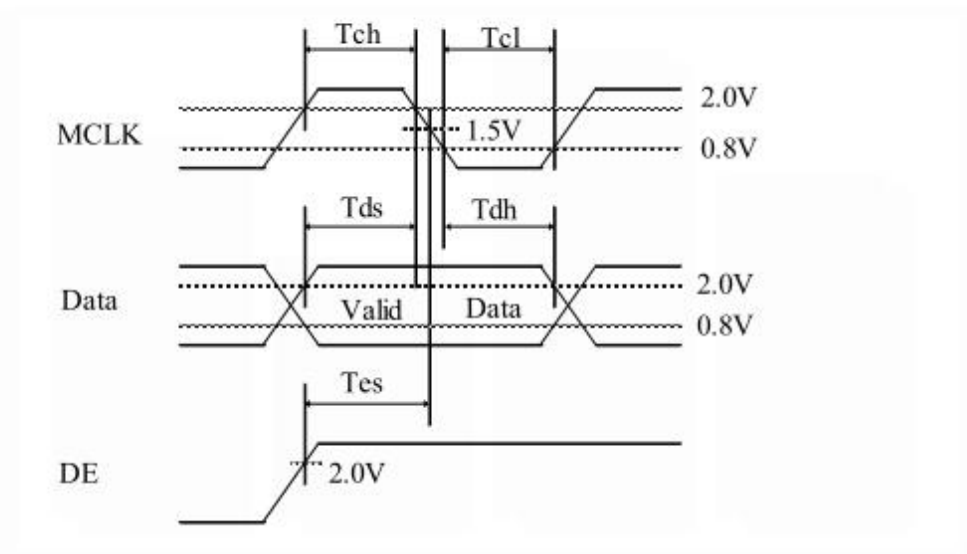 Tch Tcl
2.0V
MCLK 1.5V
0.8V
Tds Tdh
2.0V
Data Valid Data
0.8V
Tes
DE 2.0V